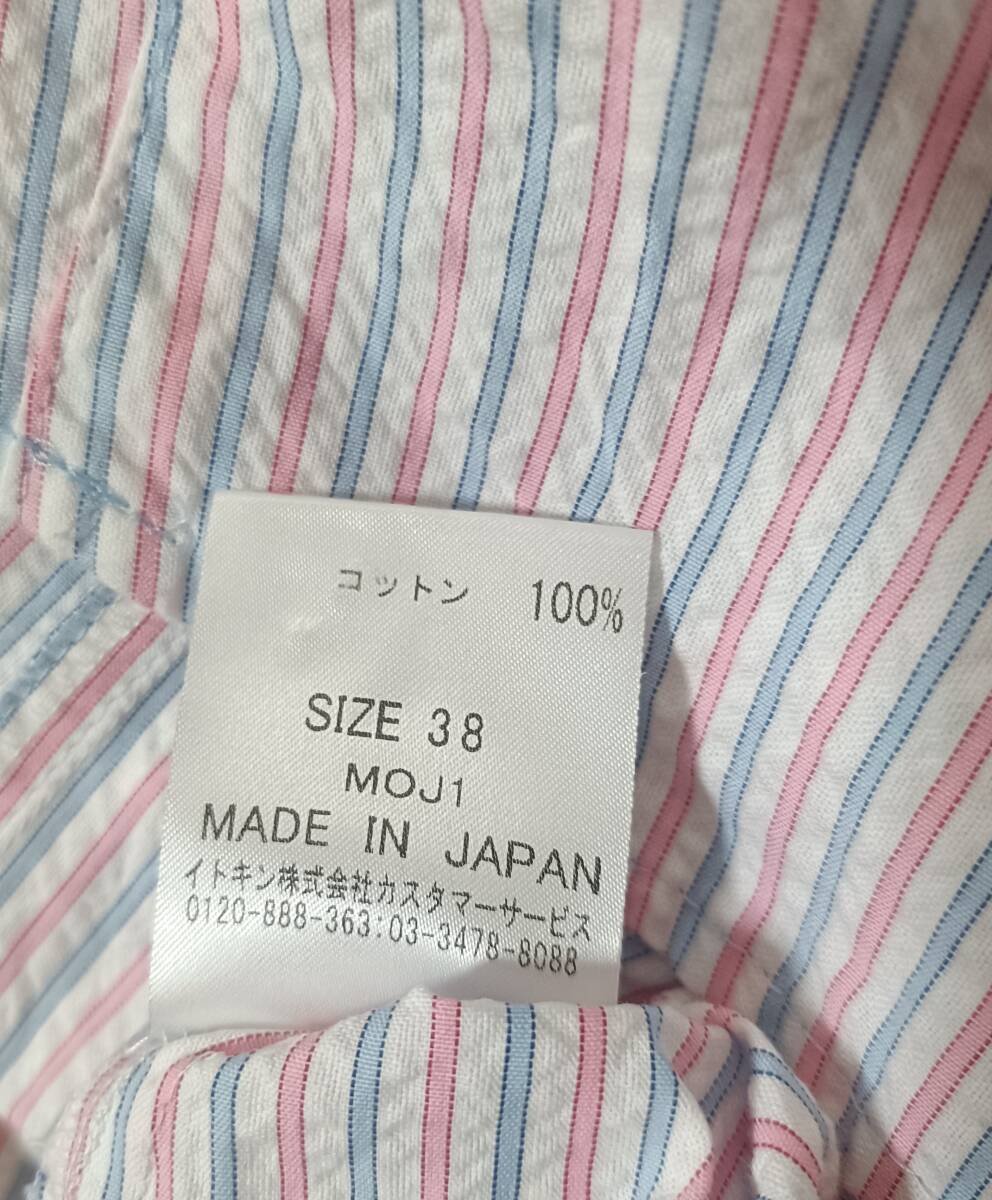 コットン 100%
SIZE 38
MOJ1
MADE IN JAPAN
イトキン株式会社カスタマーサービス
0120-888-363:03-3478-8088